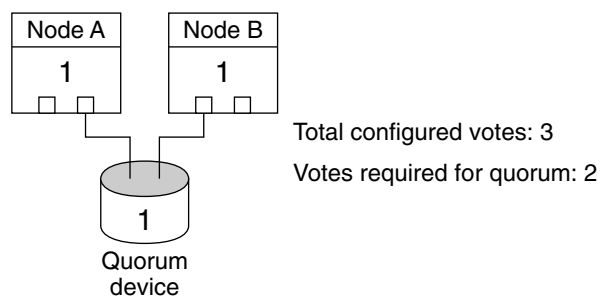 Node A
Node B
1
1
Total configured votes: 3
Votes required for quorum: 2
1
Quorum
device